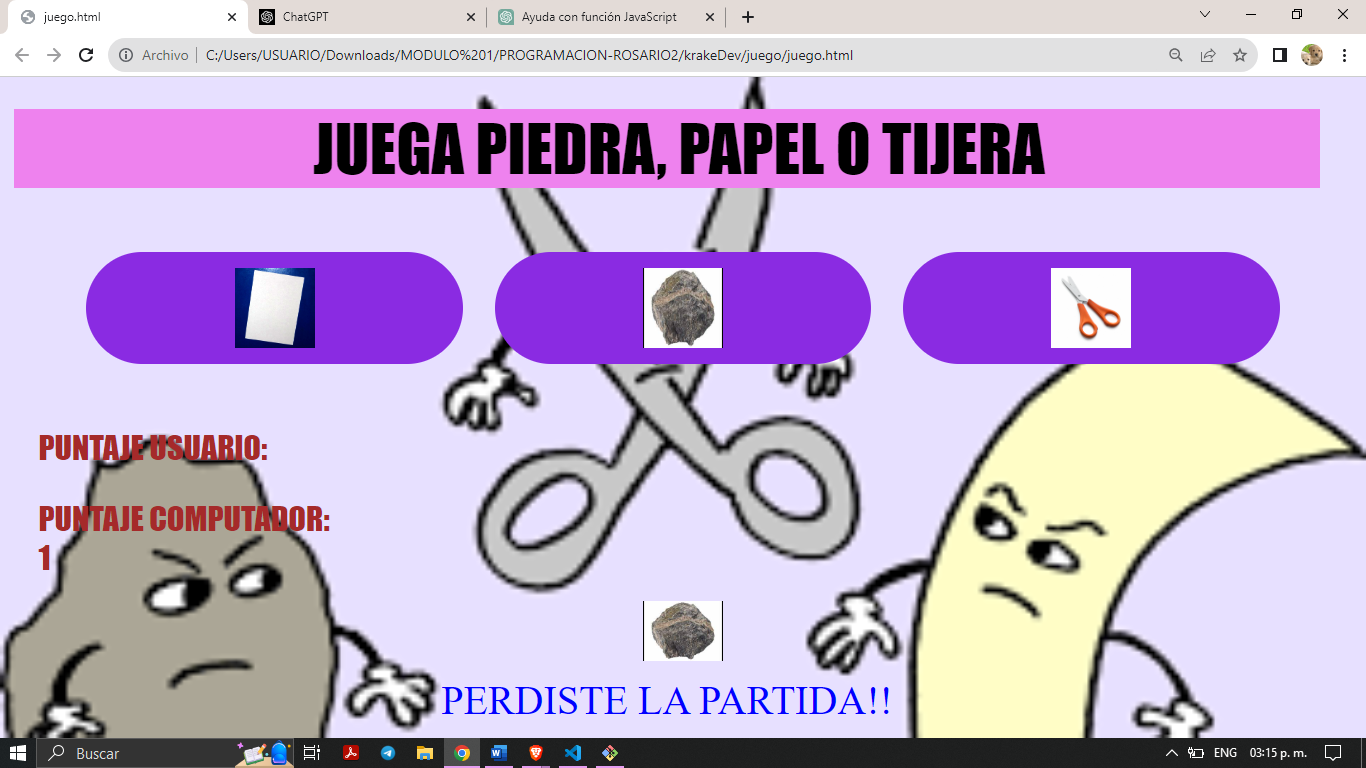 juego.html
ChatGPT
Ayuda con función JavaScript
Archivo
C:/Users/USUARIO/Downloads/MODULO%201/PROGRAMACION-ROSARIO2/krakeDev/juego/juego.html
JUEGA PIEDRA, PAPEL O TIJERA
PUNTAJE USUARIO:
PUNTAJE COMPUTADOR:
1
PERDISTE LA PARTIDA!!
Buscar
ENG
03:15 p. m.